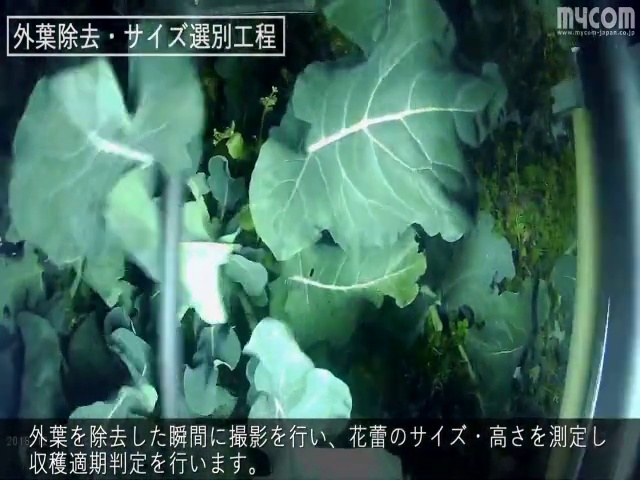 外葉除去・サイズ選別工程
mycom
www.mycom-japan.co.jp
外葉を除去した瞬間に撮影を行い、花蕾のサイズ・高さを測定し
収穫適期判定を行います。